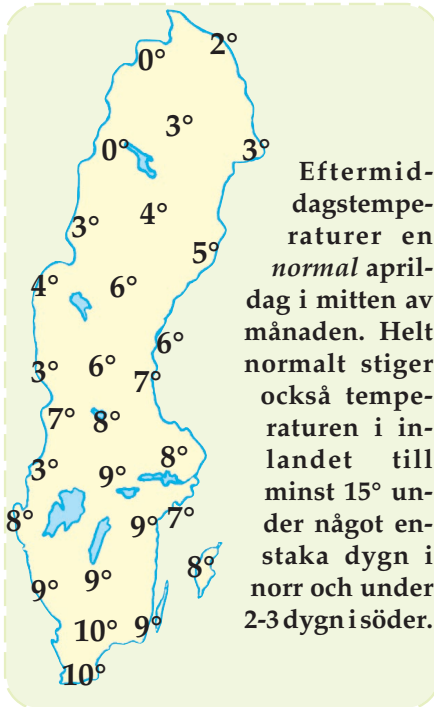 2°
0°
3°
0°
3°
4°
3°
5°
4°
6°
6°
3°
6°
7°
7°
8°
8°
3°
9°
8°
9°
7°
8°
9°
9°
10°
9°
10°
Eftermid-
dagstempe-
raturer en
normal april-
dag i mitten av
månaden. Helt
normalt stiger
också tempe-
raturen i in-
landet till
minst 15° un-
der något en-
staka dygn i
norr och under
2-3 dygn i söder.